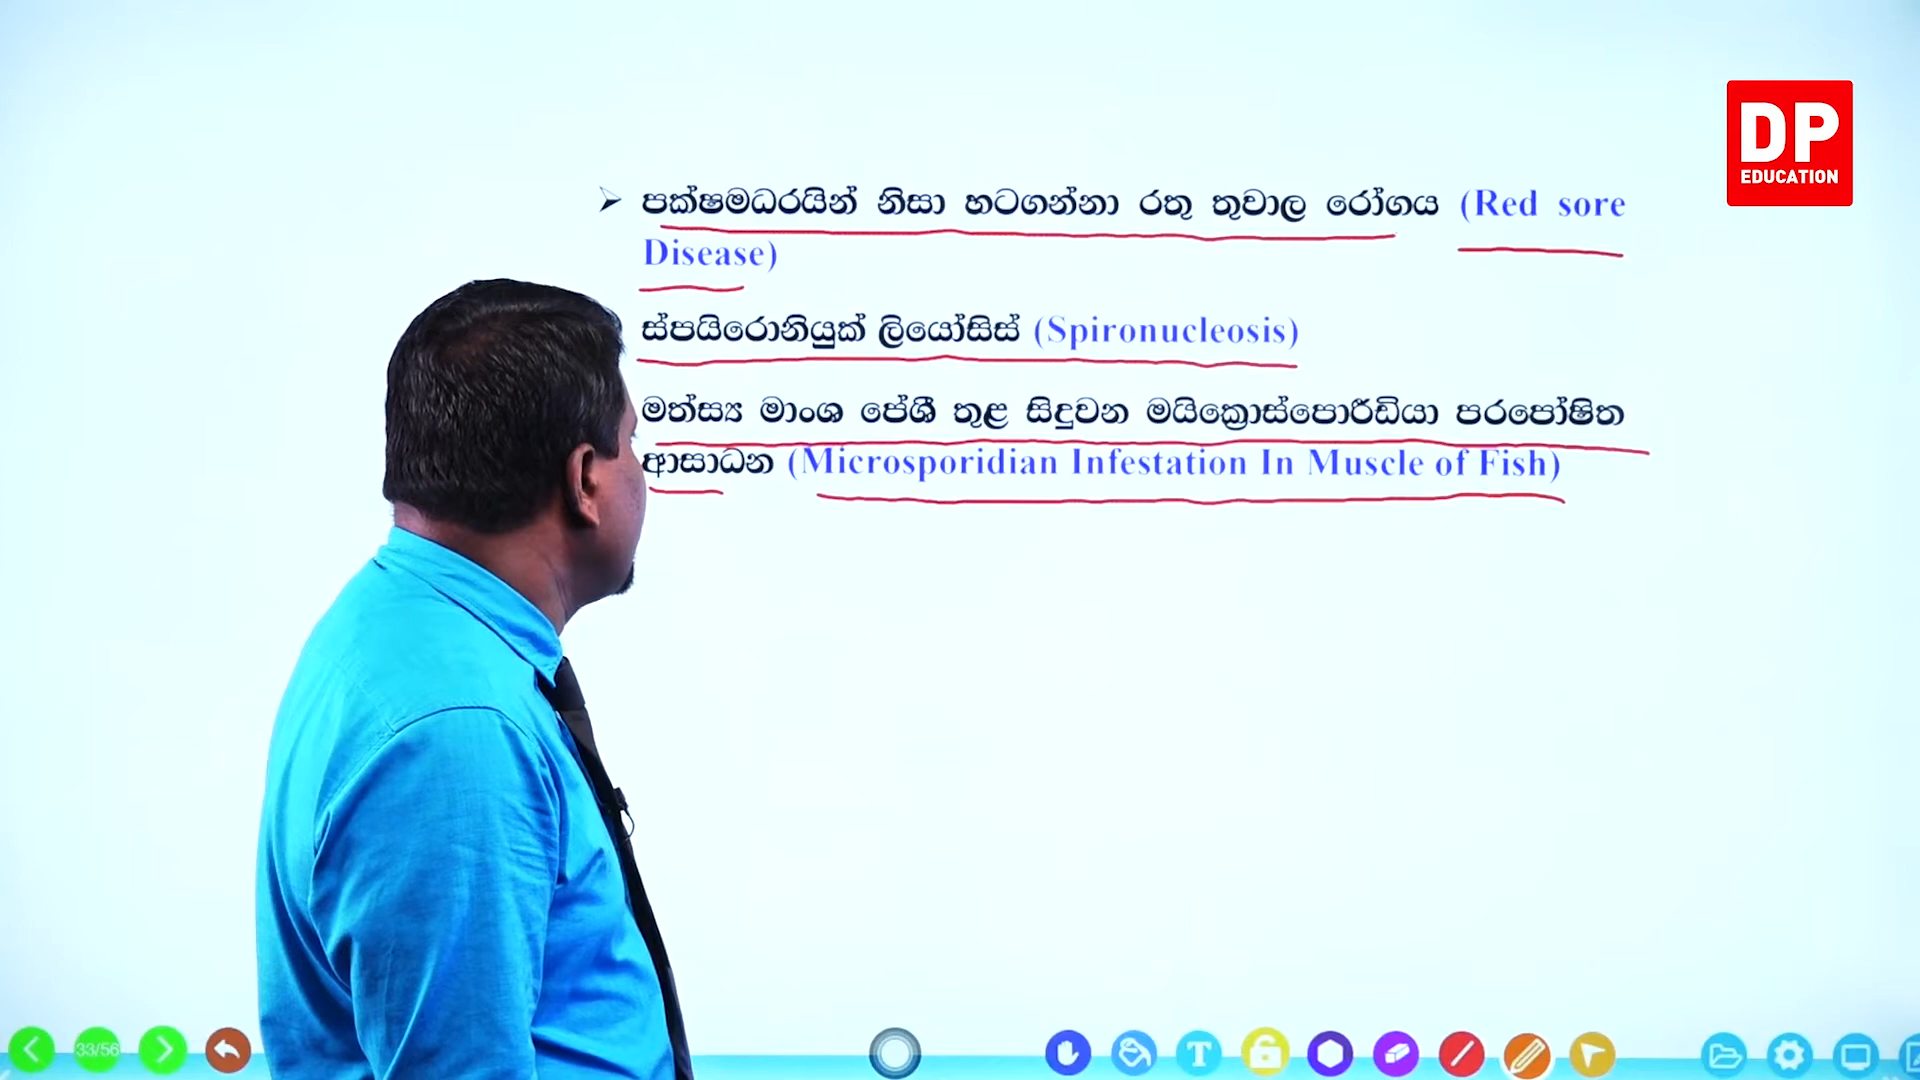 DP
EDUCATION
➢ පක්ෂමධරයින් නිසා හටගන්නා රතු තුවාල රෝගය (Red sore
Disease)
ස්පයිරොනියුක් ලියෝසිස් (Spironucleosis)
මත්ස්‍ය මාංශ පේශී තුළ සිදුවන මයික්‍රොස්පොරීඩියා පරපෝෂිත
ආසාධන (Microsporidian Infestation In Muscle of Fish)
33/56
T